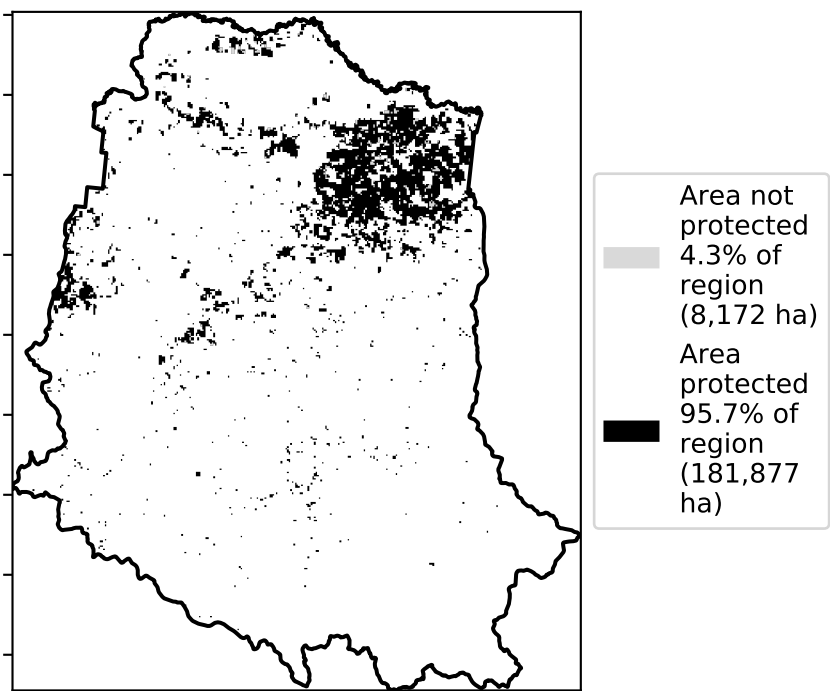 Area not
protected
4.3% of
region
(8,172 ha)
Area
protected
95.7% of
region
(181,877
ha)